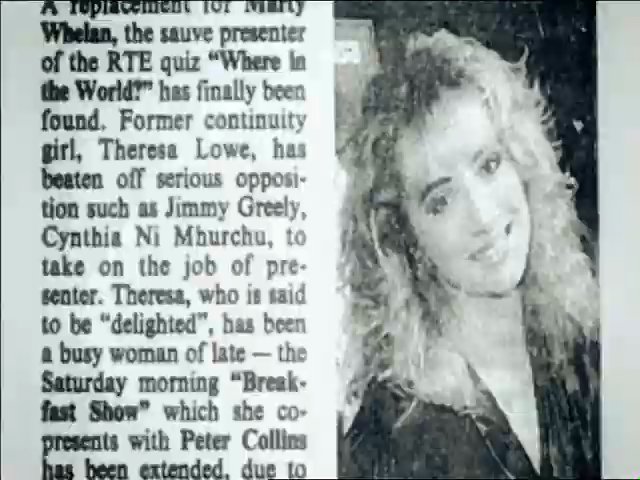 A replacement for Marty
Whelan, the sauve presenter
of the RTE quiz “Where in
the World?” has finally been
found. Former continuity
girl, Theresa Lowe, has
beaten off serious opposi-
tion such as Jimmy Greely,
Cynthia Ni Mhurchu, to
take on the job of pre-
senter. Theresa, who is said
to be “delighted”, has been
a busy woman of late — the
Saturday morning “Break-
fast Show” which she co-
presents with Peter Collins
has been extended, due to